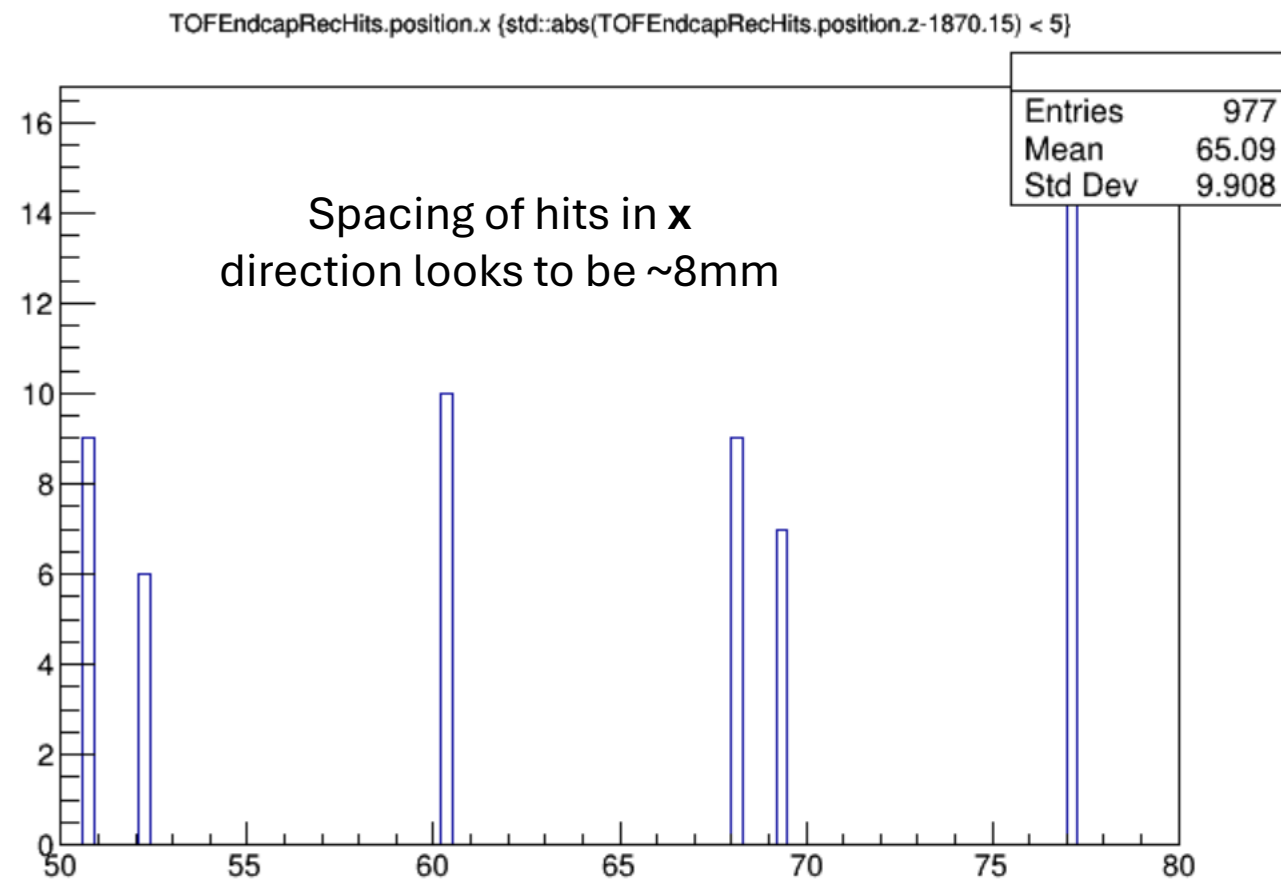 TOFEndcapRecHits.position.x {std::abs(TOFEndcapRecHits.position.z-1870.15) < 5}
Entries 977
Mean 65.09
Std Dev 9.908
Spacing of hits in x
direction looks to be ~8mm
16
14
12
10
8
6
4
2
0
50 55 60 65 70 75 80